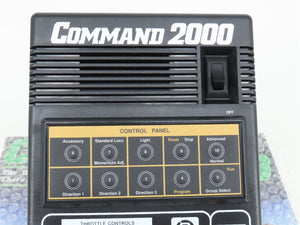 COMMAND 2000
OFF
CONTROL PANEL
Accessory Standard Loco Light Reset Stop Advanced
6 7 8 9 10
Momentum Adj. Normal
Run
1 2 3 4 5
Direction 1 Direction 2 Direction 3 Program Group Select
THROTTLE CONTROLS